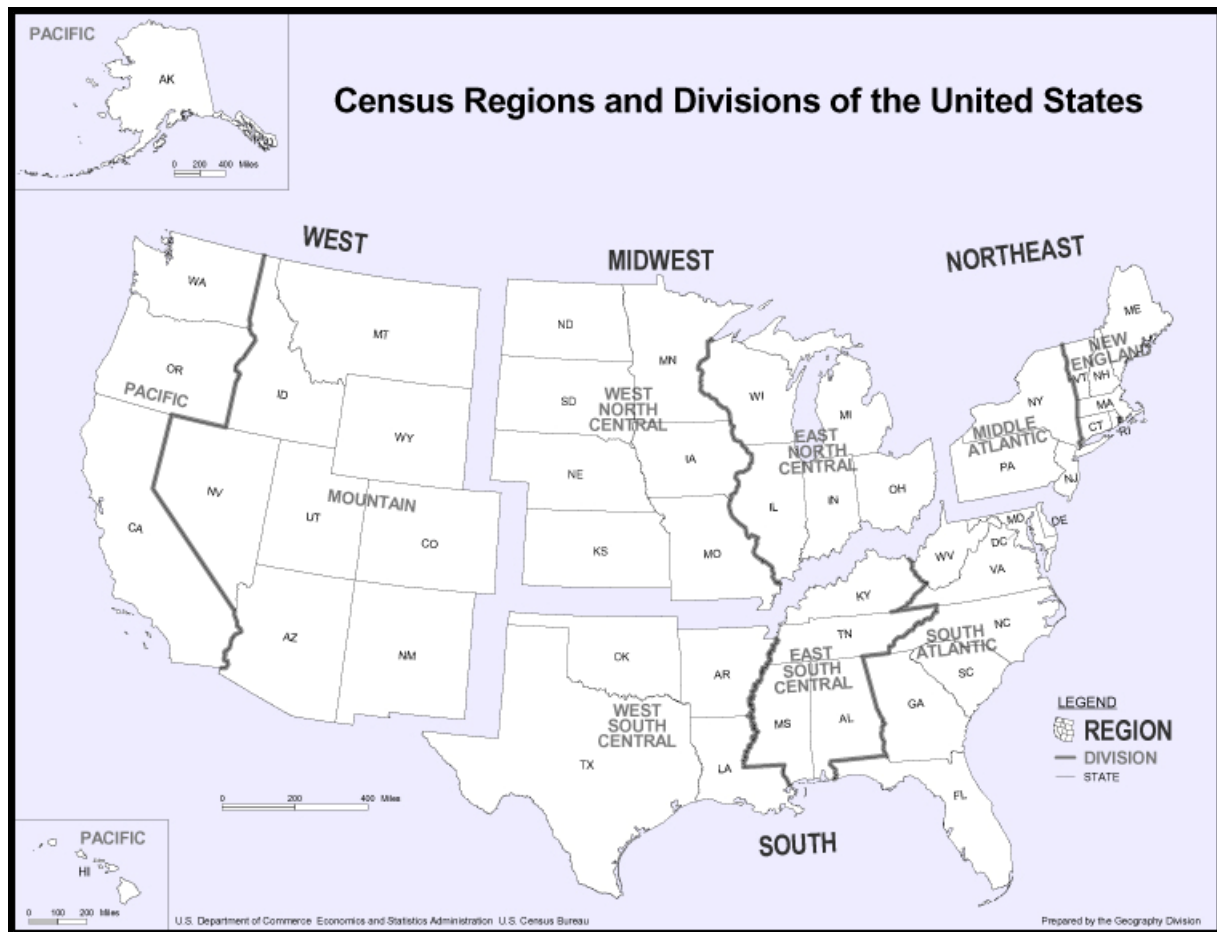 PACIFIC
AK
0 200 400 Miles
Census Regions and Divisions of the United States
WEST
MIDWEST
NORTHEAST
WA
MT
ND
MN
ME
OR
PACIFIC
ID
SD
WEST
NORTH
CENTRAL
WI
MI
NEW
ENGLAND
VT
NH
NY
MA
CT
RI
MIDDLE
ATLANTIC
WY
EAST
NORTH
CENTRAL
IA
NE
PA
NJ
NV
MOUNTAIN
UT
CO
CA
IL
IN
OH
KS
MO
MD
DE
DC
WV
VA
KY
AZ
NM
OK
AR
TN
NC
SOUTH
ATLANTIC
SC
EAST
SOUTH
CENTRAL
MS
AL
GA
WEST
SOUTH
CENTRAL
TX
LA
FL
LEGEND
REGION
DIVISION
STATE
0 200 400 Miles
SOUTH
PACIFIC
HI
0 100 200 Miles
U.S. Department of Commerce Economics and Statistics Administration U.S. Census Bureau
Prepared by the Geography Division